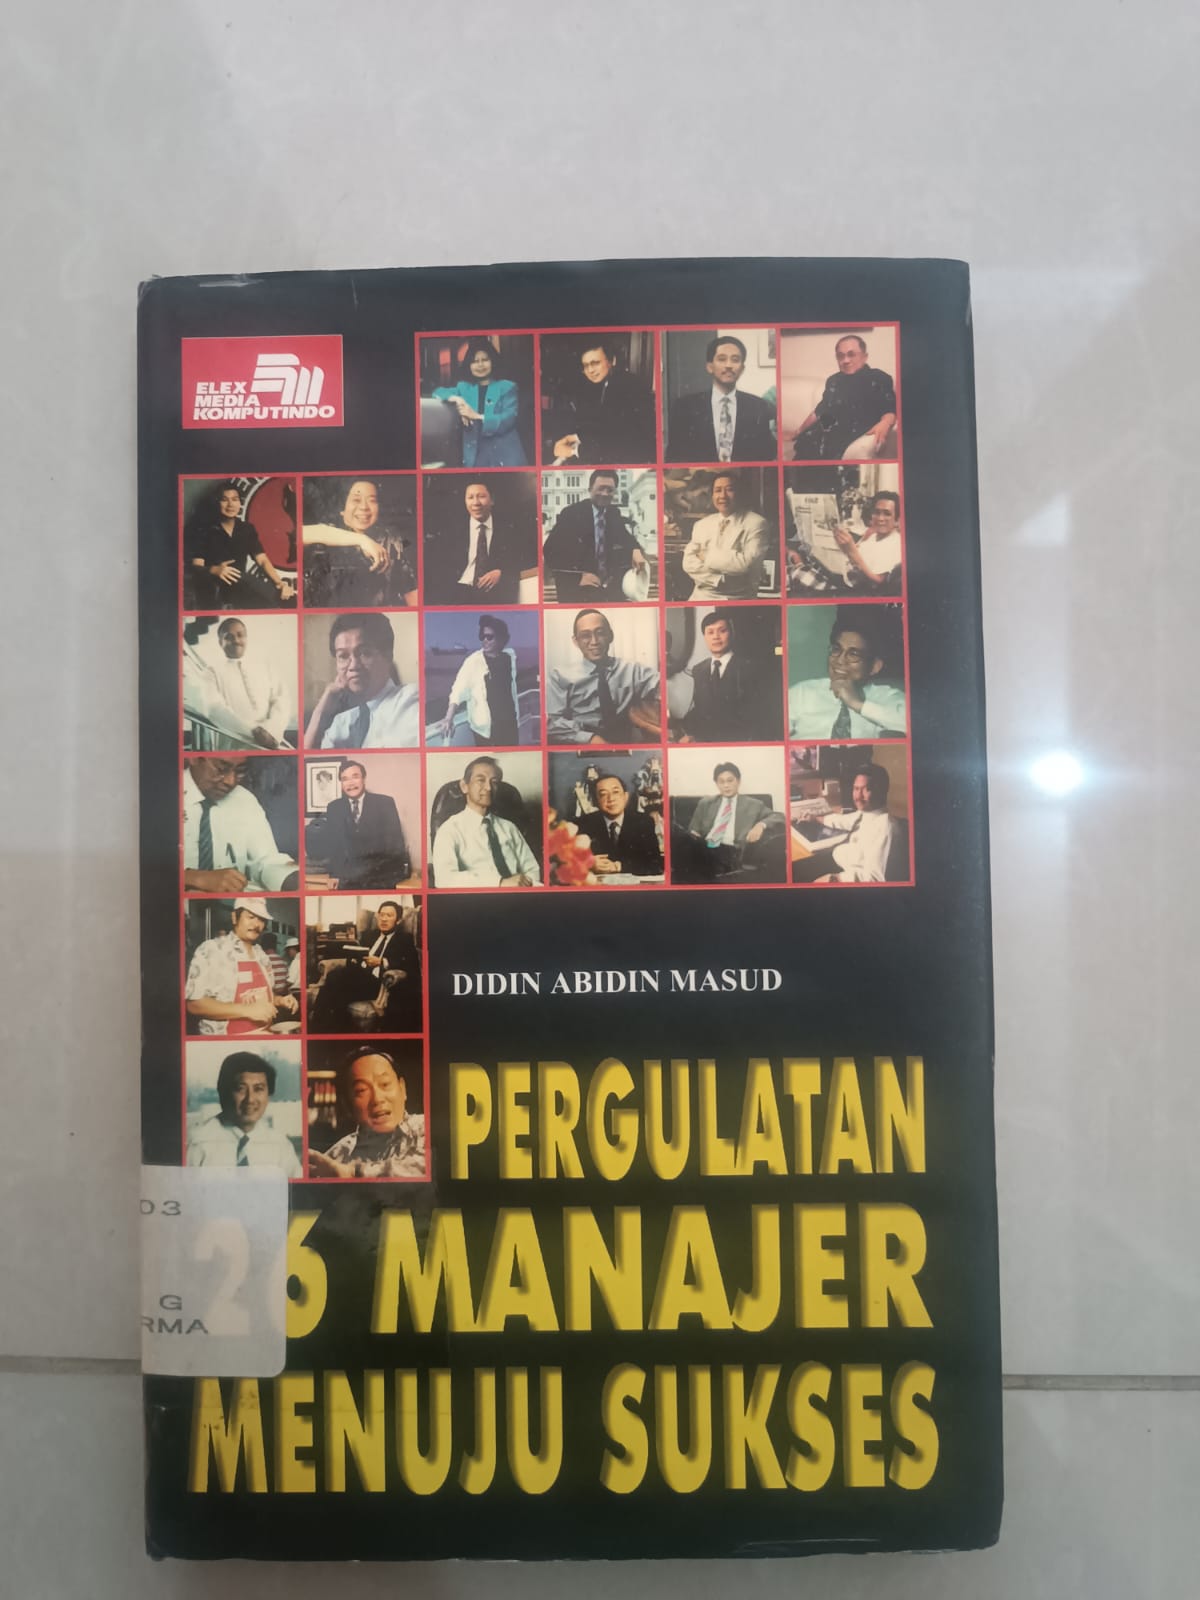 ELEX
MEDIA
KOMPUTINDO
DIDIN ABIDIN MASUD
PERGULATAN
26 MANAJER
MENUJU SUKSES
03
G
RMA